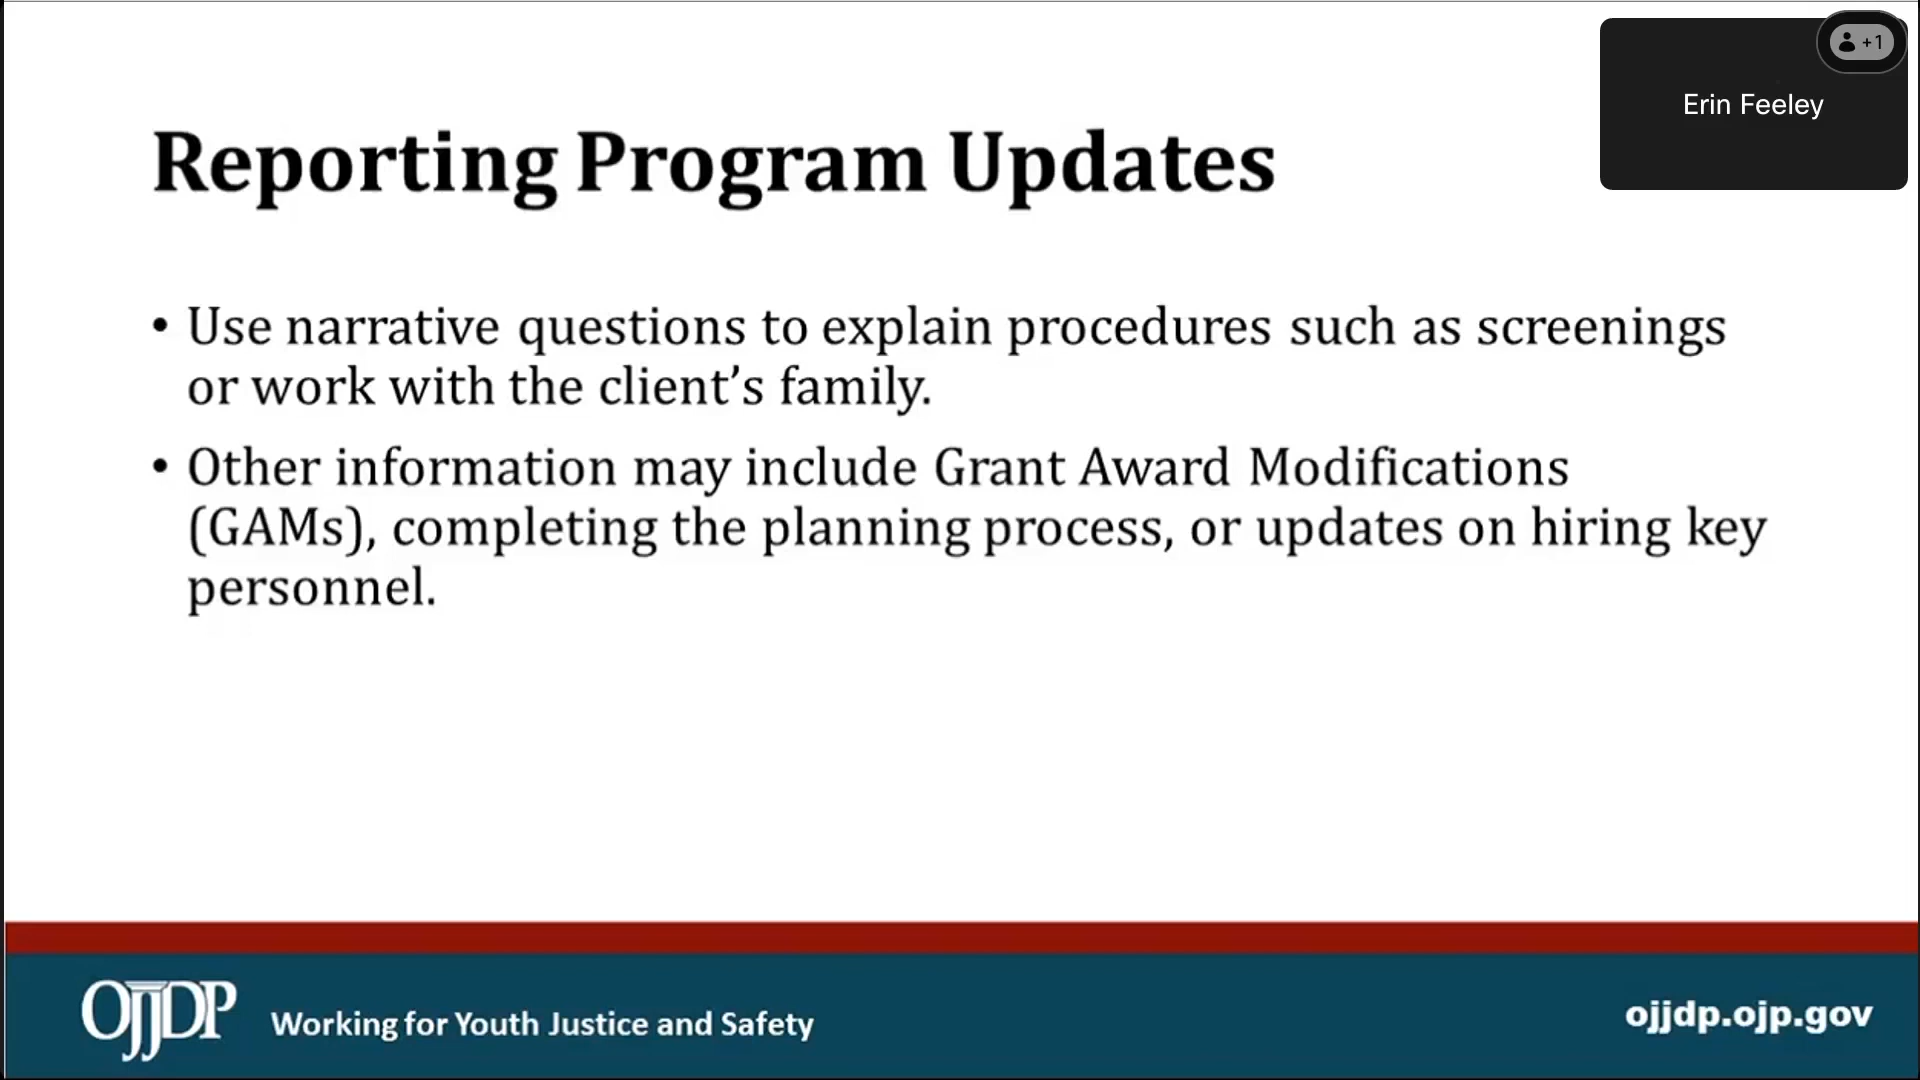 +1
Erin Feeley
Reporting Program Updates
• Use narrative questions to explain procedures such as screenings
or work with the client’s family.
• Other information may include Grant Award Modifications
(GAMs), completing the planning process, or updates on hiring key
personnel.
OJJDP
Working for Youth Justice and Safety
ojjdp.ojp.gov